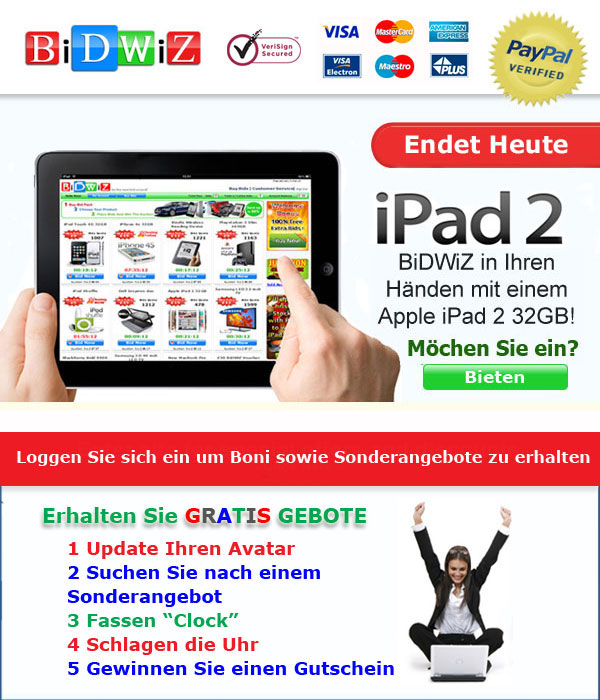 BiDWiZ
VeriSign
Secured
VISA
MasterCard
AMERICAN
EXPRESS
VISA
Electron
Maestro
PLUS
PayPal
VERIFIED
Endet Heute
iPad 2
BiDWiZ in Ihren
Händen mit einem
Apple iPad 2 32GB!
Möchen Sie ein?
Bieten
BiDWiZ
iPhone 4S
Loggen Sie sich ein um Boni sowie Sonderangebote zu erhalten
Erhalten Sie GRATIS GEBOTE
1 Update Ihren Avatar
2 Suchen Sie nach einem
Sonderangebot
3 Fassen “Clock”
4 Schlagen die Uhr
5 Gewinnen Sie einen Gutschein